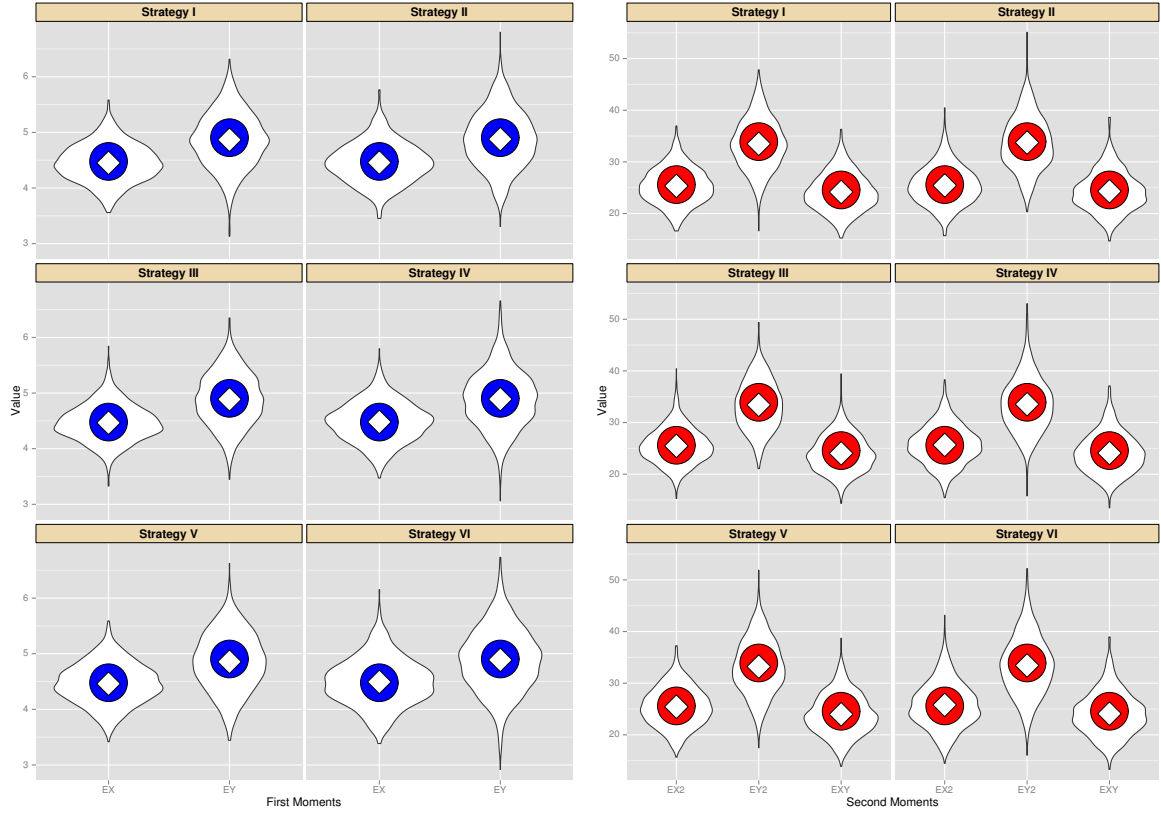 Strategy I
Strategy II
6
5
4
3
Strategy III
Strategy IV
6
5
4
3
Strategy V
Strategy VI
6
5
4
3
Value
EX
EY
EX
EY
First Moments
Strategy I
Strategy II
50
40
30
20
Strategy III
Strategy IV
50
40
30
20
Strategy V
Strategy VI
50
40
30
20
Value
EX2
EY2
EXY
EX2
EY2
EXY
Second Moments